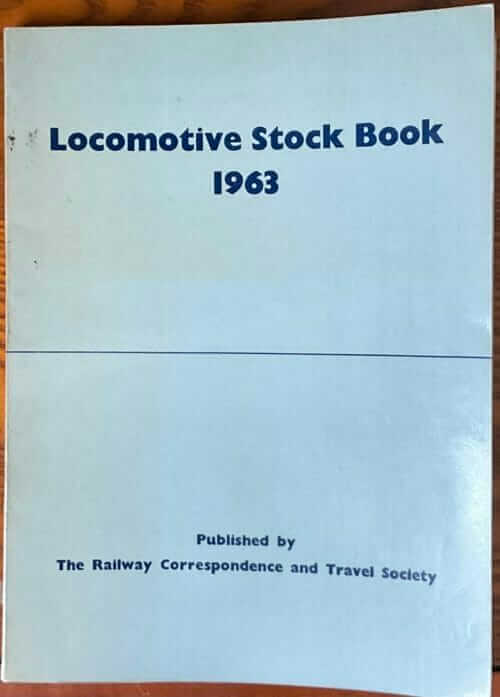 Locomotive Stock Book
1963
Published by
The Railway Correspondence and Travel Society